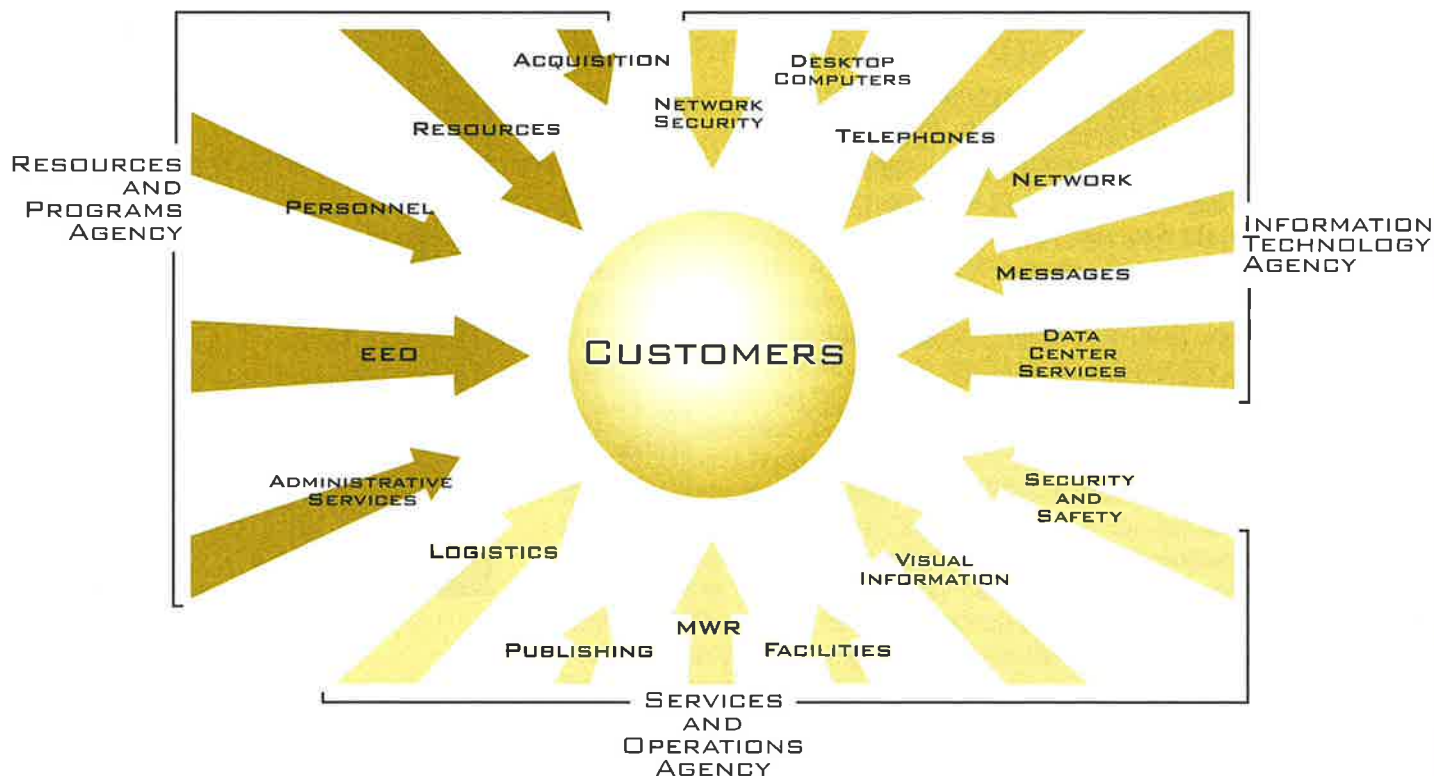 ACQUISITION
DESKTOP
COMPUTERS
NETWORK
SECURITY
RESOURCES
TELEPHONES
RESOURCES
AND
PROGRAMS
AGENCY
PERSONNEL
NETWORK
INFORMATION
TECHNOLOGY
AGENCY
MESSAGES
EEO
CUSTOMERS
DATA
CENTER
SERVICES
ADMINISTRATIVE
SERVICES
SECURITY
AND
SAFETY
LOGISTICS
VISUAL
INFORMATION
PUBLISHING
MWR
FACILITIES
SERVICES
AND
OPERATIONS
AGENCY